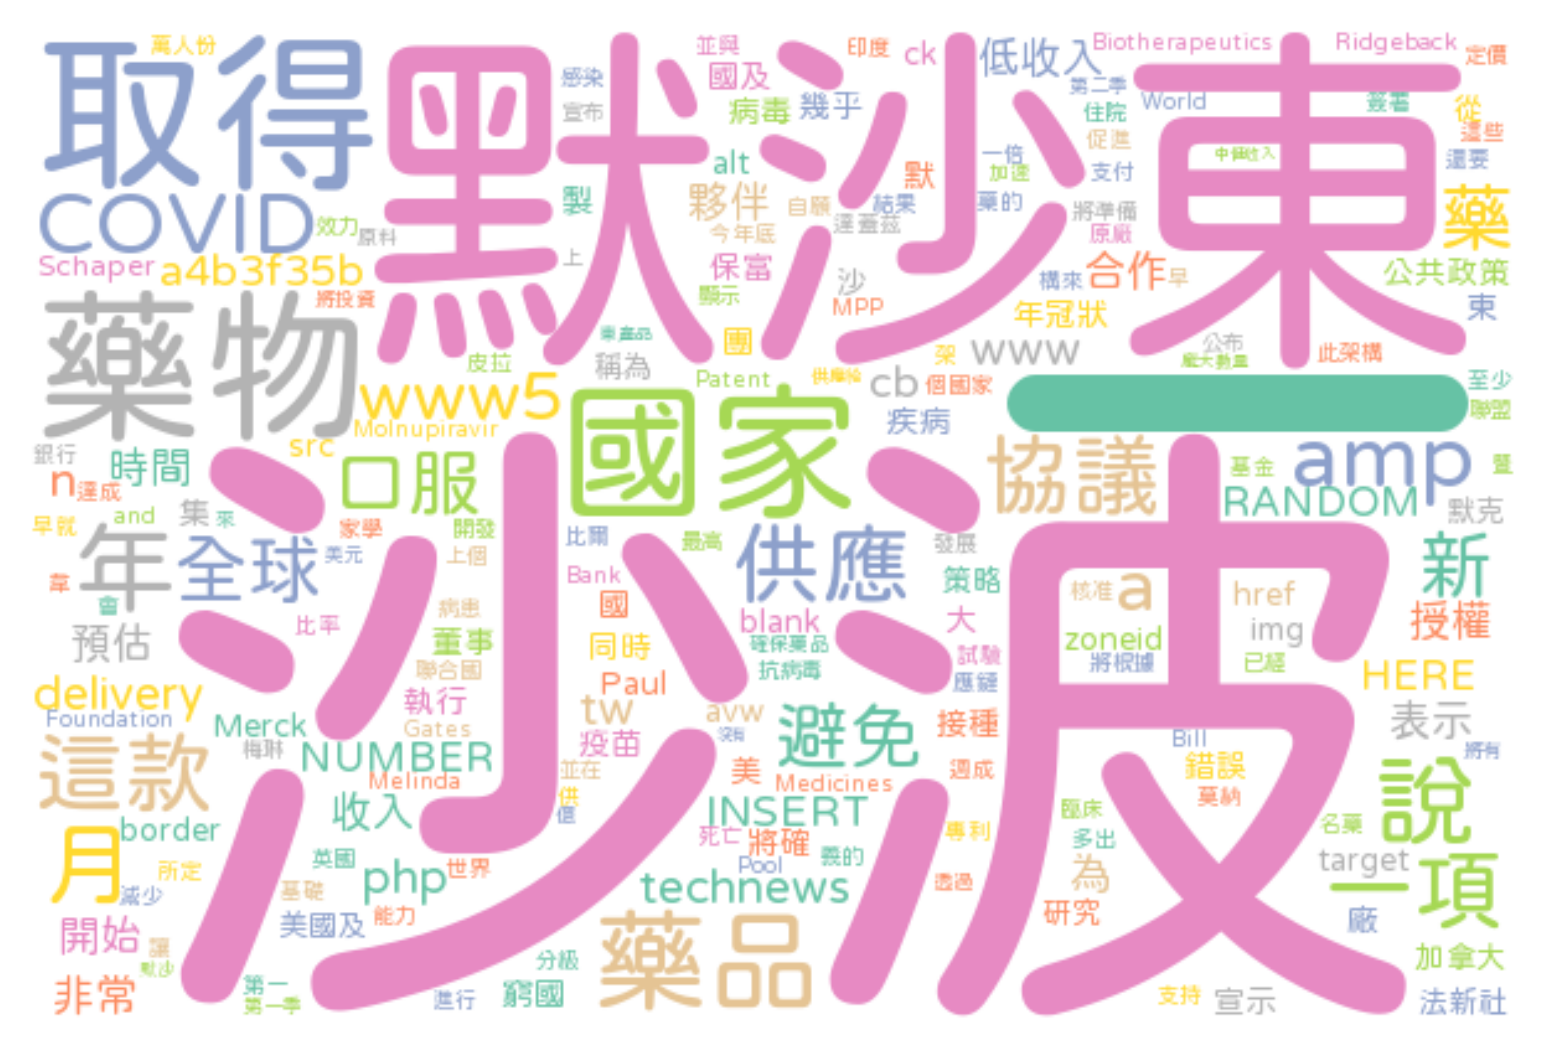 萬人份
取得
默沙東
感染
宣布
並與
國及
病毒
幾乎
印度
ck
低收入
Biotherapeutics
Ridgeback
定價
第二季
World
住院
促進
簽署
從
這些
還要
中低收入
一倍
加速
支付
藥的
將準備
原廠
alt
夥伴
自願
今年底
結果
達蓋茲
默
製
藥
COVID
效力
原料
Schaper
a4b3f35b
將投資
上
保富
顯示
沙
MPP
構來
合作
早
年冠狀
公共政策
東
藥物
皮拉
稱為
團
www
架
公布
此架構
至少
聯盟
www5
Molnupiravir
Patent
cb
個國家
疾病
國家
一
銀行
時間
src
口服
沙波
協議
amp
基金
暨
RANDOM
默克
n
達成
早就
and
集
來
家學
開發
比爾
最高
供應
發展
年
全球
美元
上個
韋
會
比率
病患
Bank
國
blank
策略
大
核准
a
href
img
zoneid
將根據
已經
新
授權
預估
董事
聯合國
同時
確保藥品
抗病毒
試驗
應鏈
HERE
delivery
Foundation
Merck
梅琳
執行
Gates
Paul
tw
avw
疫苗
沒有
避免
接種
表示
這款
NUMBER
Melinda
並在
供
值
美
Medicines
週成
Bill
錯誤
莫納
將有
說
border
收入
INSERT
死亡
將確
義的
專利
臨床
多出
名藥
月
所定
減少
英國
php
世界
基礎
Pool
technews
透過
為
target
一項
開始
讓
默沙
美國及
能力
藥品
研究
廠
加拿大
非常
第一
第一季
進行
分級
窮國
支持
宣示
法新社